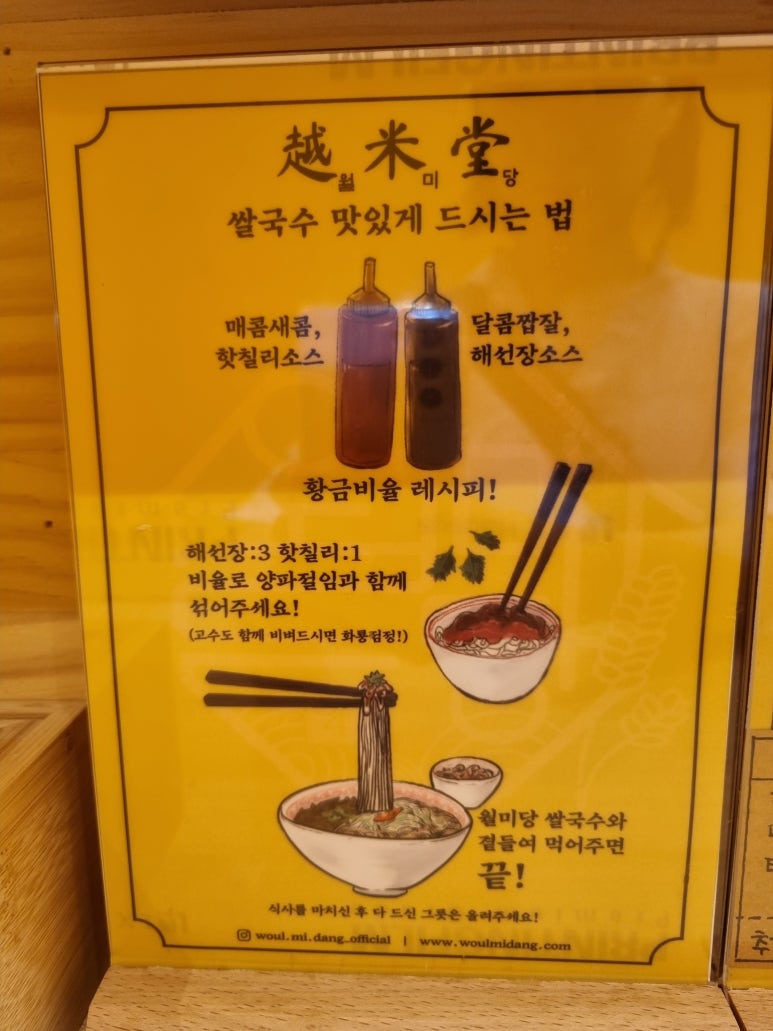 越米堂
월 미 당
쌀국수 맛있게 드시는 법
매콤새콤,
핫칠리소스
달콤짭잘,
해선장소스
황금비율 레시피!
해선장:3 핫칠리:1
비율로 양파절임과 함께
섞어주세요!
(고수도 함께 비벼드시면 화룡점정!)
월미당 쌀국수와
곁들여 먹어주면
끝!
식사를 마치신 후 다 드신 그릇은 올려주세요!
woul.mi.dang_official | www.woulmidang.com
추